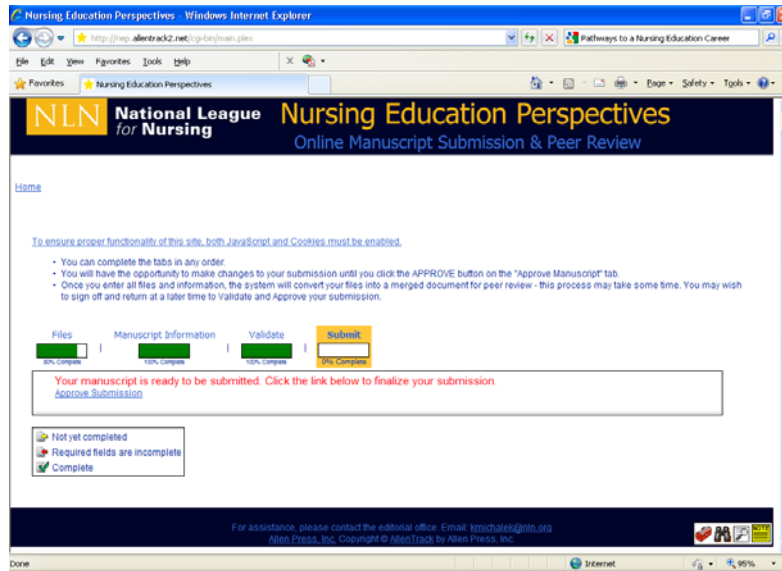 Nursing Education Perspectives - Windows Internet Explorer
http://nep.allentrack2.net/cgi-bin/main.plex
Pathways to a Nursing Education Career
File Edit View Favorites Tools Help
Favorites Nursing Education Perspectives
Page Safety Tools
NLN National League for Nursing
Nursing Education Perspectives
Online Manuscript Submission & Peer Review
Home
To ensure proper functionality of this site, both JavaScript and Cookies must be enabled.
• You can complete the tabs in any order.
• You will have the opportunity to make changes to your submission until you click the APPROVE button on the "Approve Manuscript" tab.
• Once you enter all files and information, the system will convert your files into a merged document for peer review - this process may take some time. You may wish
to sign off and return at a later time to Validate and Approve your submission.
Files | Manuscript Information | Validate | Submit
80% Complete 100% Complete 100% Complete 0% Complete
Your manuscript is ready to be submitted. Click the link below to finalize your submission.
Approve Submission
Not yet completed
Required fields are incomplete
Complete
For assistance, please contact the editorial office. Email: kmichalek@nln.org
Allen Press, Inc. Copyright © AllenTrack by Allen Press, Inc.
NOTE
Done Internet 95%